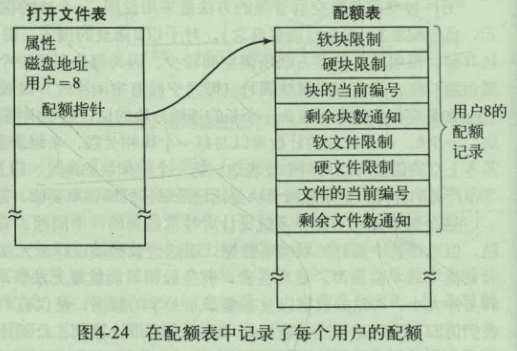 打开文件表
属性
磁盘地址
用户=8
配额指针
配额表
软块限制
硬块限制
块的当前编号
剩余块数通知
软文件限制
硬文件限制
文件的当前编号
剩余文件数通知
用户8的
配额
记录
图4-24 在配额表中记录了每个用户的配额